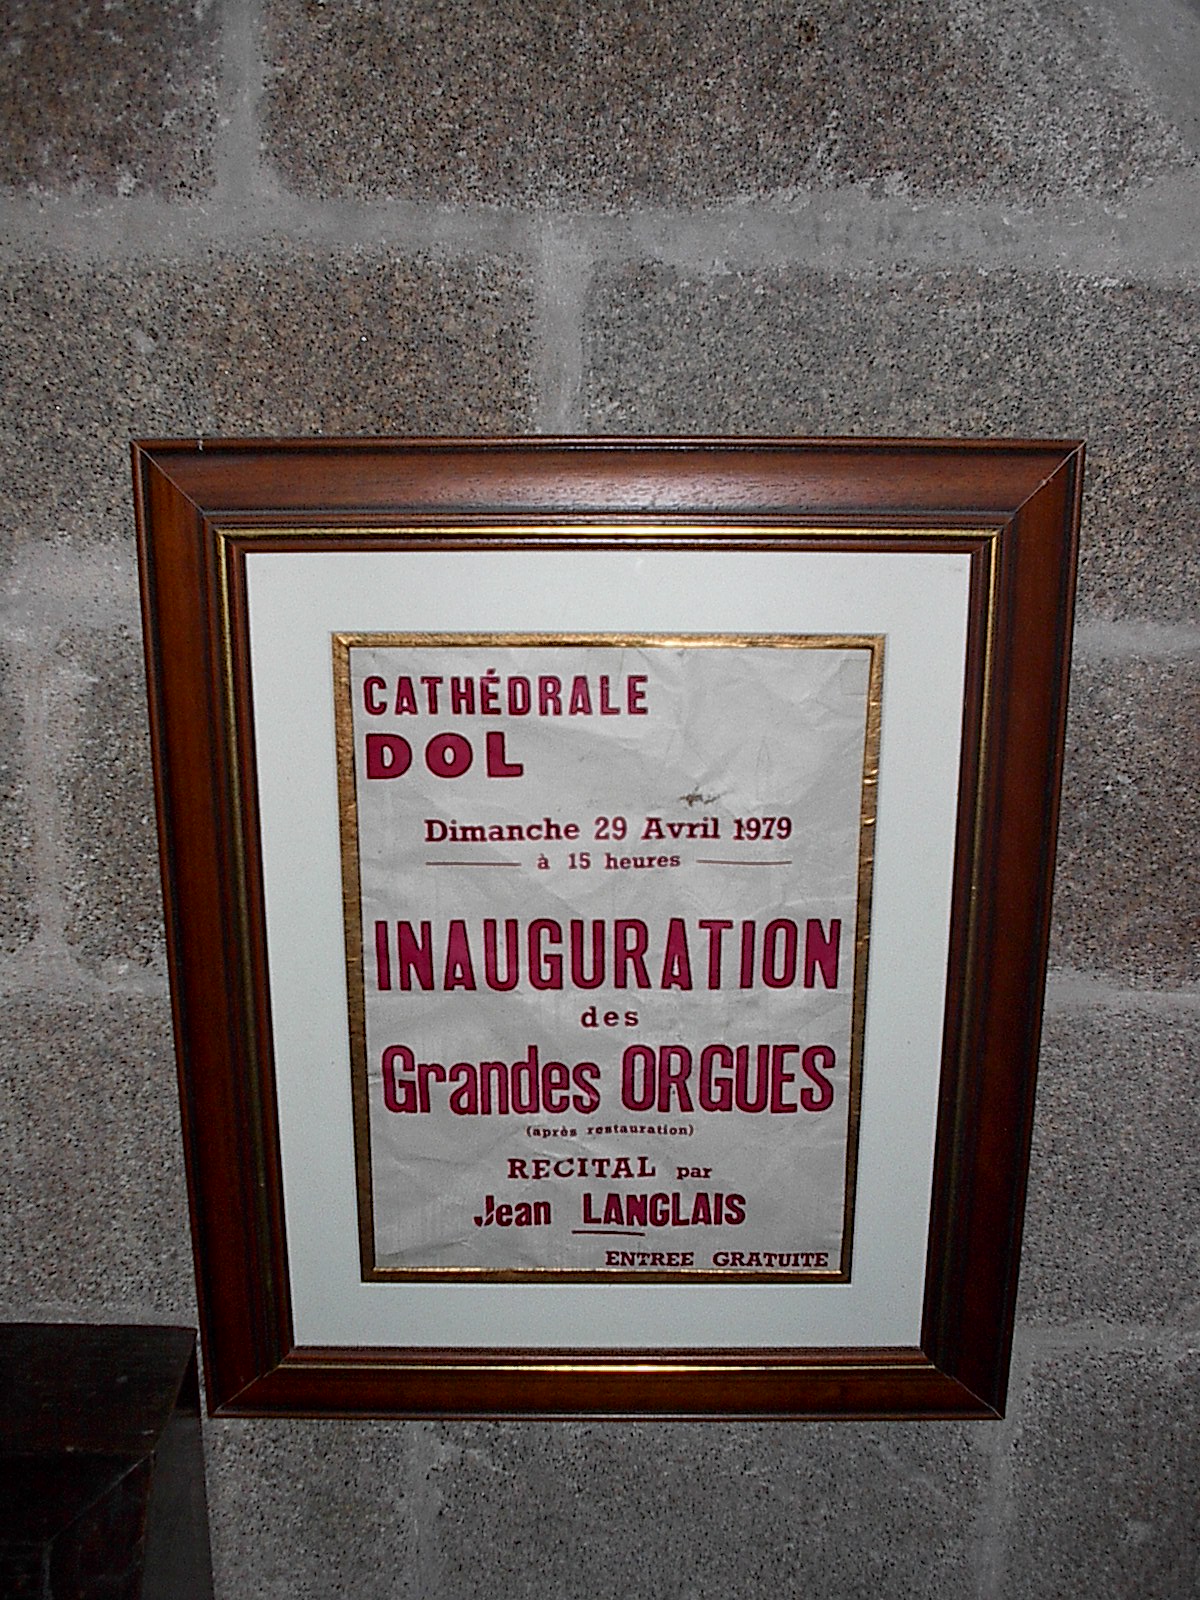 CATHÉDRALE
DOL
Dimanche 29 Avril 1979
à 15 heures
INAUGURATION
des
Grandes ORGUES
(après restauration)
RECITAL par
Jean LANGLAIS
ENTREE GRATUITE